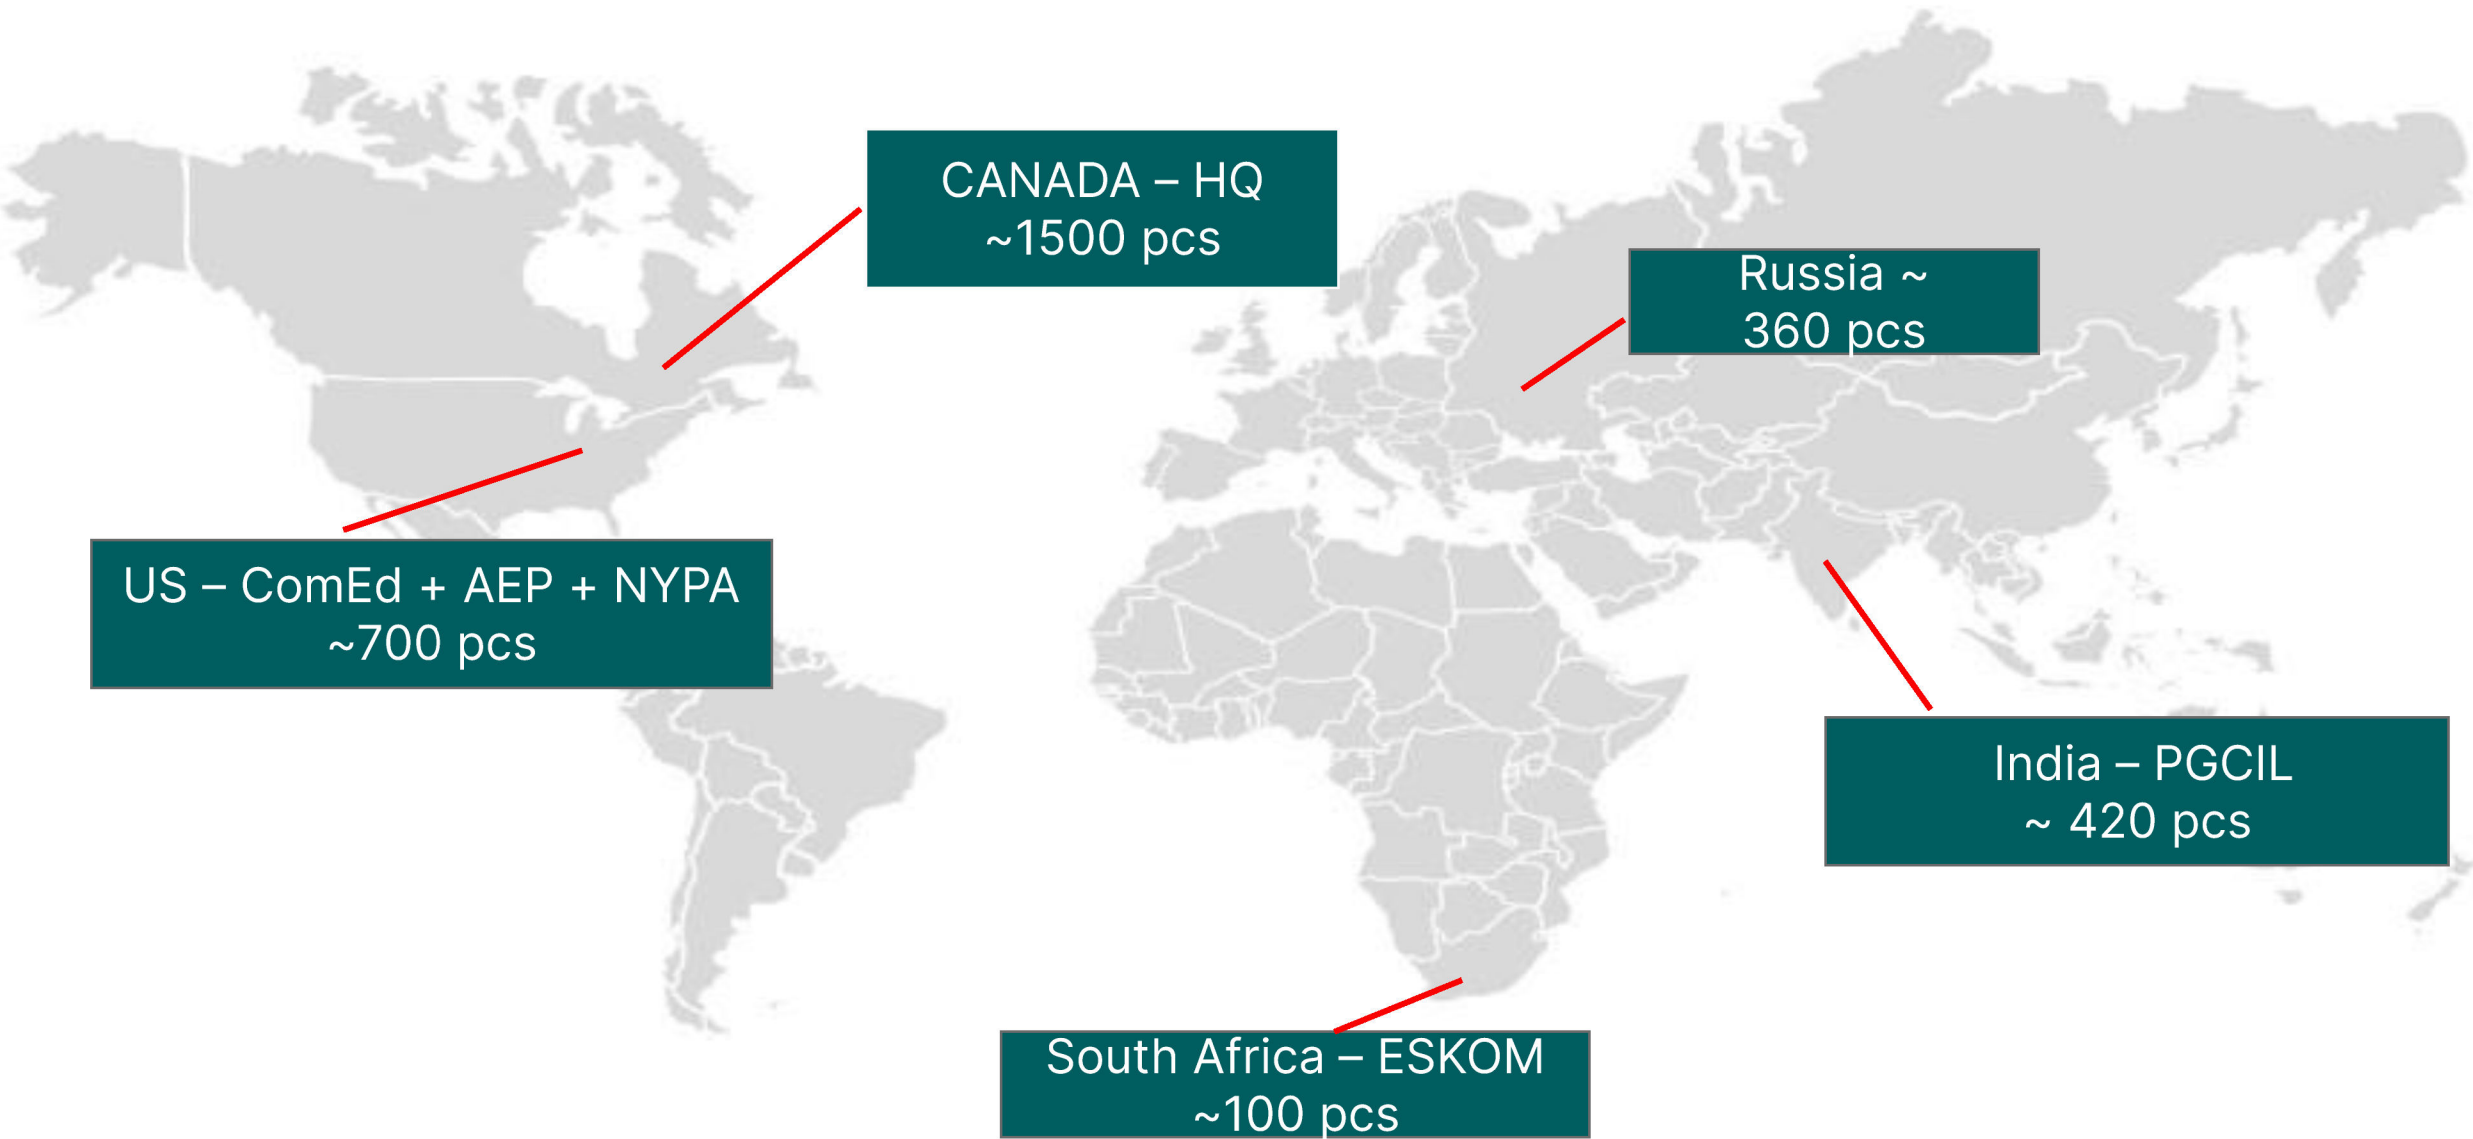 CANADA – HQ
~1500 pcs
Russia ~
360 pcs
US – ComEd + AEP + NYPA
~700 pcs
India – PGCIL
~ 420 pcs
South Africa – ESKOM
~100 pcs